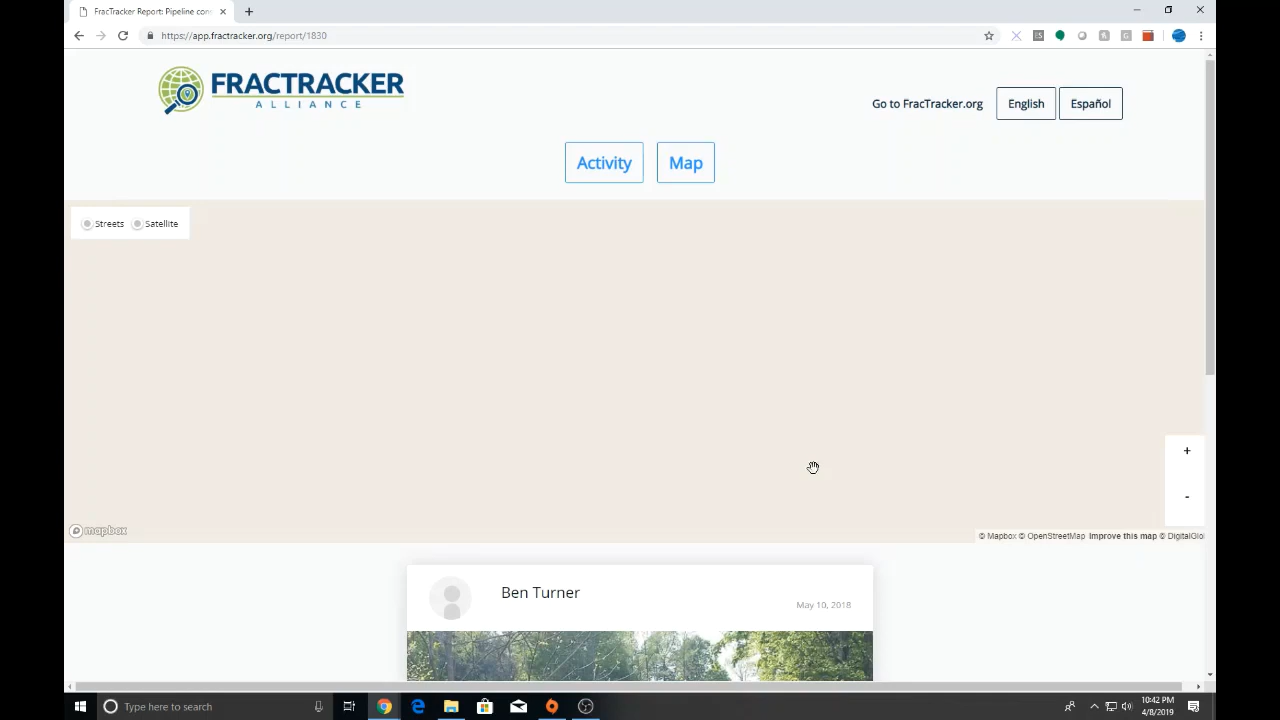 FracTracker Report: Pipeline con
https://app.fractracker.org/report/1830
FRACTRACKER
ALLIANCE
Go to FracTracker.org
English
Español
Activity
Map
Streets
Satellite
+
-
mapbox
© Mapbox © OpenStreetMap Improve this map © DigitalGlo
Ben Turner
May 10, 2018
Type here to search
10:42 PM
4/8/2019